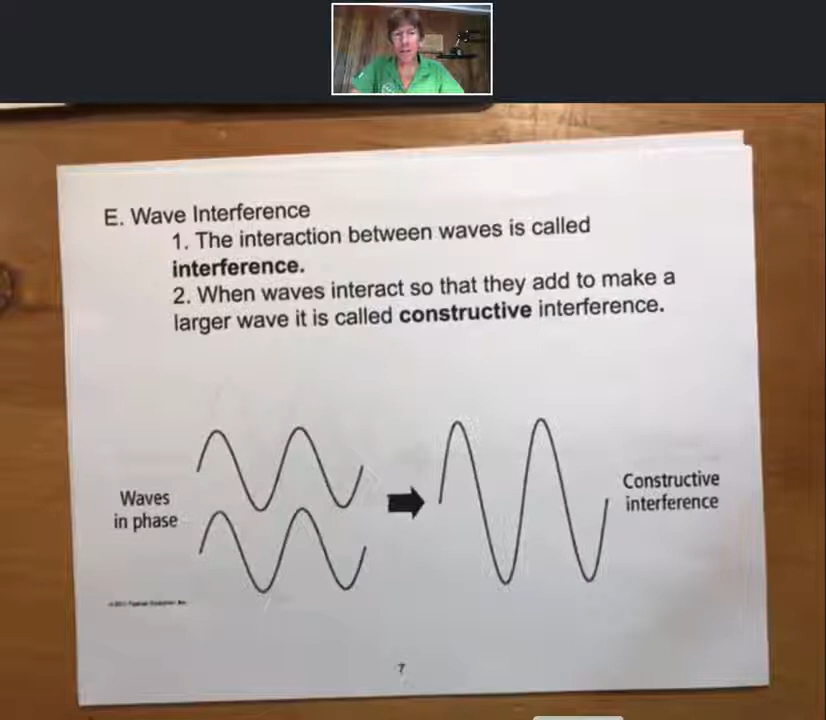 E. Wave Interference
1. The interaction between waves is called
interference.
2. When waves interact so that they add to make a
larger wave it is called constructive interference.
Waves
in phase
Constructive
interference
7